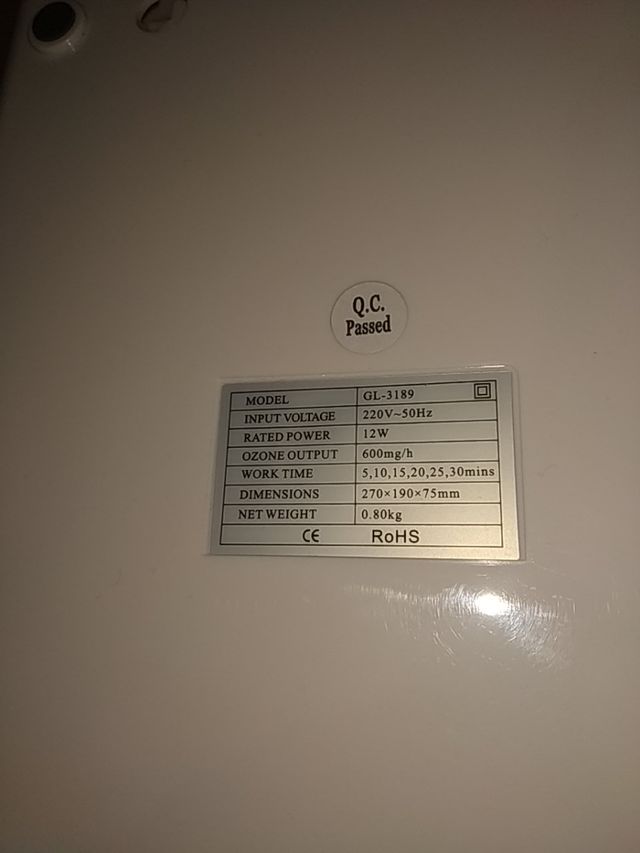 Q.C.
Passed
MODEL GL-3189
INPUT VOLTAGE 220V~50Hz
RATED POWER 12W
OZONE OUTPUT 600mg/h
WORK TIME 5,10,15,20,25,30mins
DIMENSIONS 270×190×75mm
NET WEIGHT 0.80kg
CE RoHS